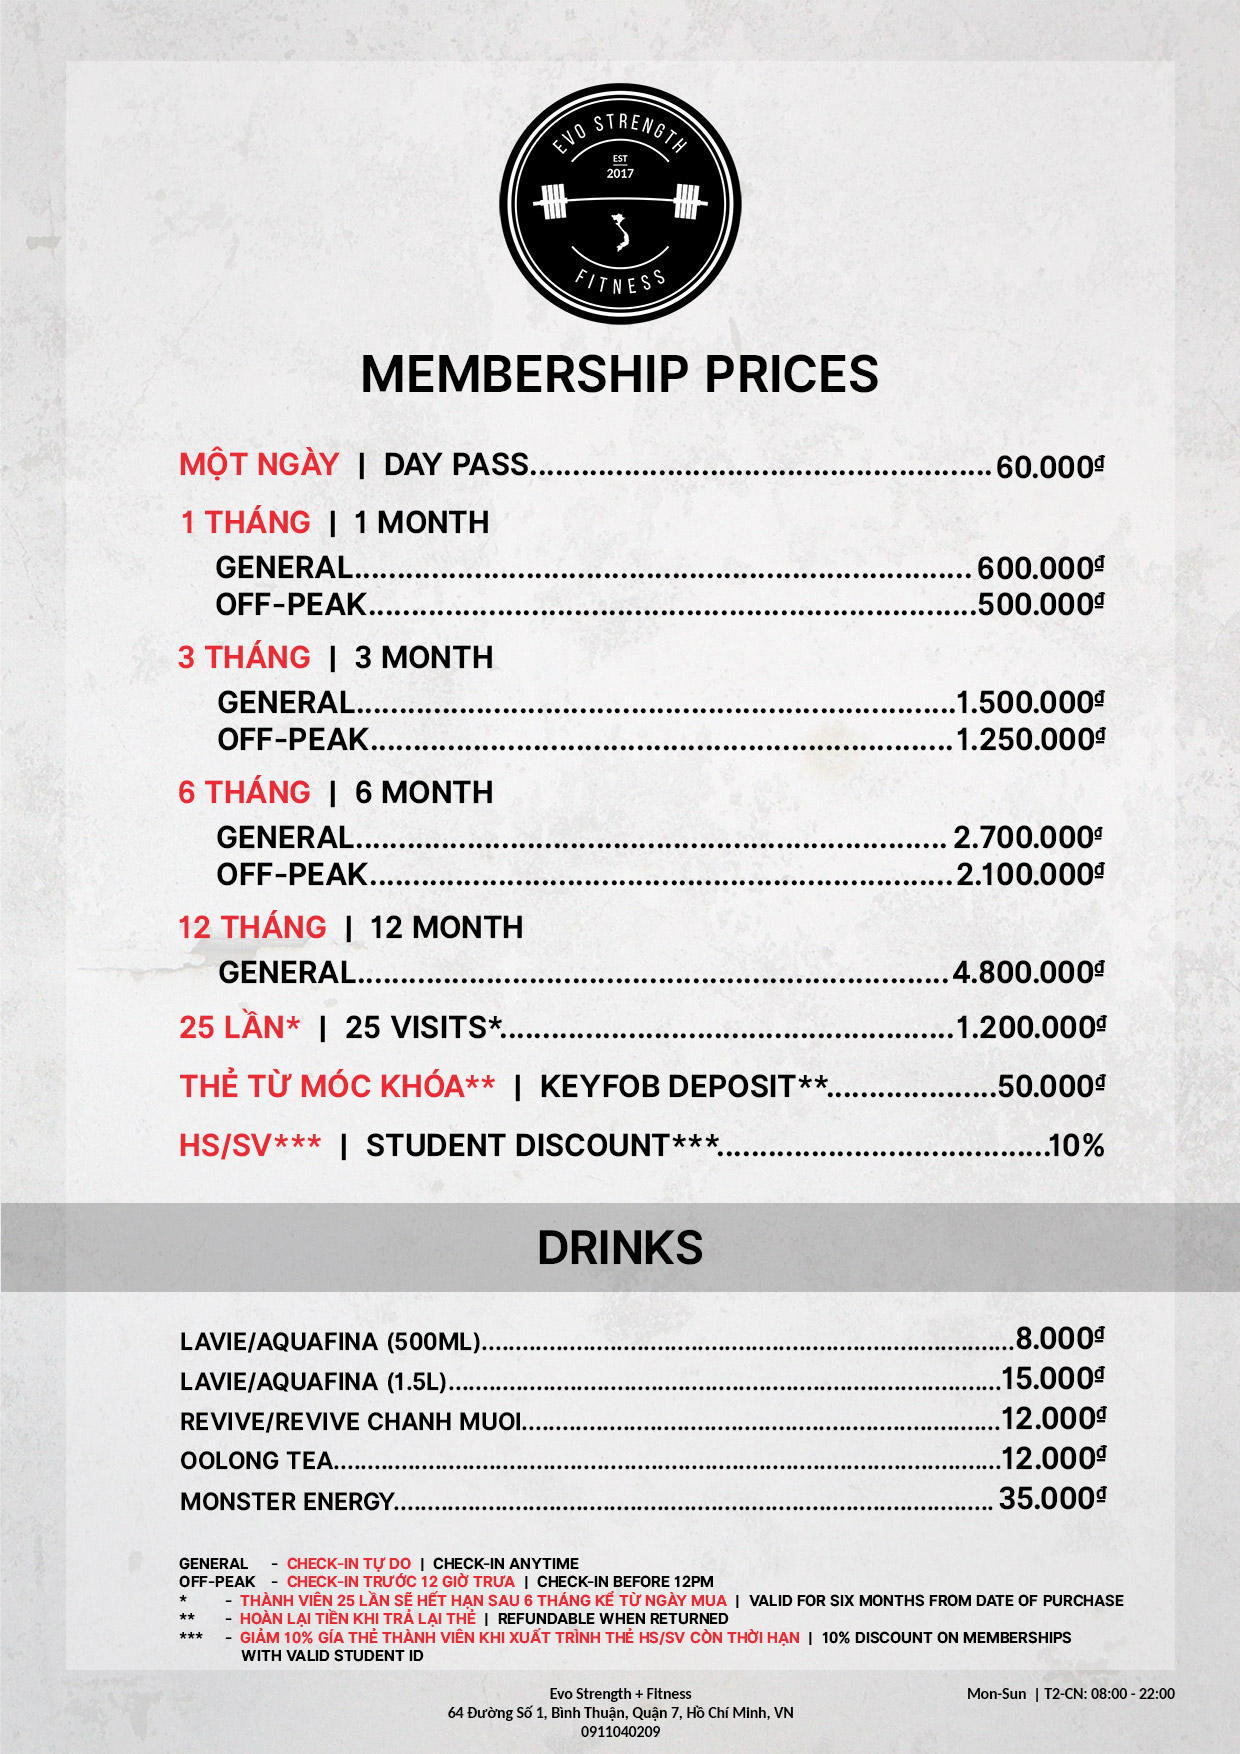 EVO STRENGTH
EST
2017
FITNESS
MEMBERSHIP PRICES
MỘT NGÀY | DAY PASS.....................................................60.000₫
1 THÁNG | 1 MONTH
GENERAL.......................................................................600.000₫
OFF-PEAK......................................................................500.000₫
3 THÁNG | 3 MONTH
GENERAL.....................................................................1.500.000₫
OFF-PEAK...................................................................1.250.000₫
6 THÁNG | 6 MONTH
GENERAL....................................................................2.700.000₫
OFF-PEAK...................................................................2.100.000₫
12 THÁNG | 12 MONTH
GENERAL....................................................................4.800.000₫
25 LẦN* | 25 VISITS*....................................................1.200.000₫
THẺ TỪ MÓC KHÓA** | KEYFOB DEPOSIT**...................50.000₫
HS/SV*** | STUDENT DISCOUNT***......................................10%
DRINKS
LAVIE/AQUAFINA (500ML)...............................................................................8.000₫
LAVIE/AQUAFINA (1.5L)..................................................................................15.000₫
REVIVE/REVIVE CHANH MUOI.......................................................................12.000₫
OOLONG TEA...................................................................................................12.000₫
MONSTER ENERGY.........................................................................................35.000₫
GENERAL - CHECK-IN TỰ DO | CHECK-IN ANYTIME
OFF-PEAK - CHECK-IN TRƯỚC 12 GIỜ TRƯA | CHECK-IN BEFORE 12PM
* - THÀNH VIÊN 25 LẦN SẼ HẾT HẠN SAU 6 THÁNG KỂ TỪ NGÀY MUA | VALID FOR SIX MONTHS FROM DATE OF PURCHASE
** - HOÀN LẠI TIỀN KHI TRẢ LẠI THẺ | REFUNDABLE WHEN RETURNED
*** - GIẢM 10% GÍA THẺ THÀNH VIÊN KHI XUẤT TRÌNH THẺ HS/SV CÒN THỜI HẠN | 10% DISCOUNT ON MEMBERSHIPS
WITH VALID STUDENT ID
Evo Strength + Fitness
64 Đường Số 1, Bình Thuận, Quận 7, Hồ Chí Minh, VN
0911040209
Mon-Sun | T2-CN: 08:00 - 22:00